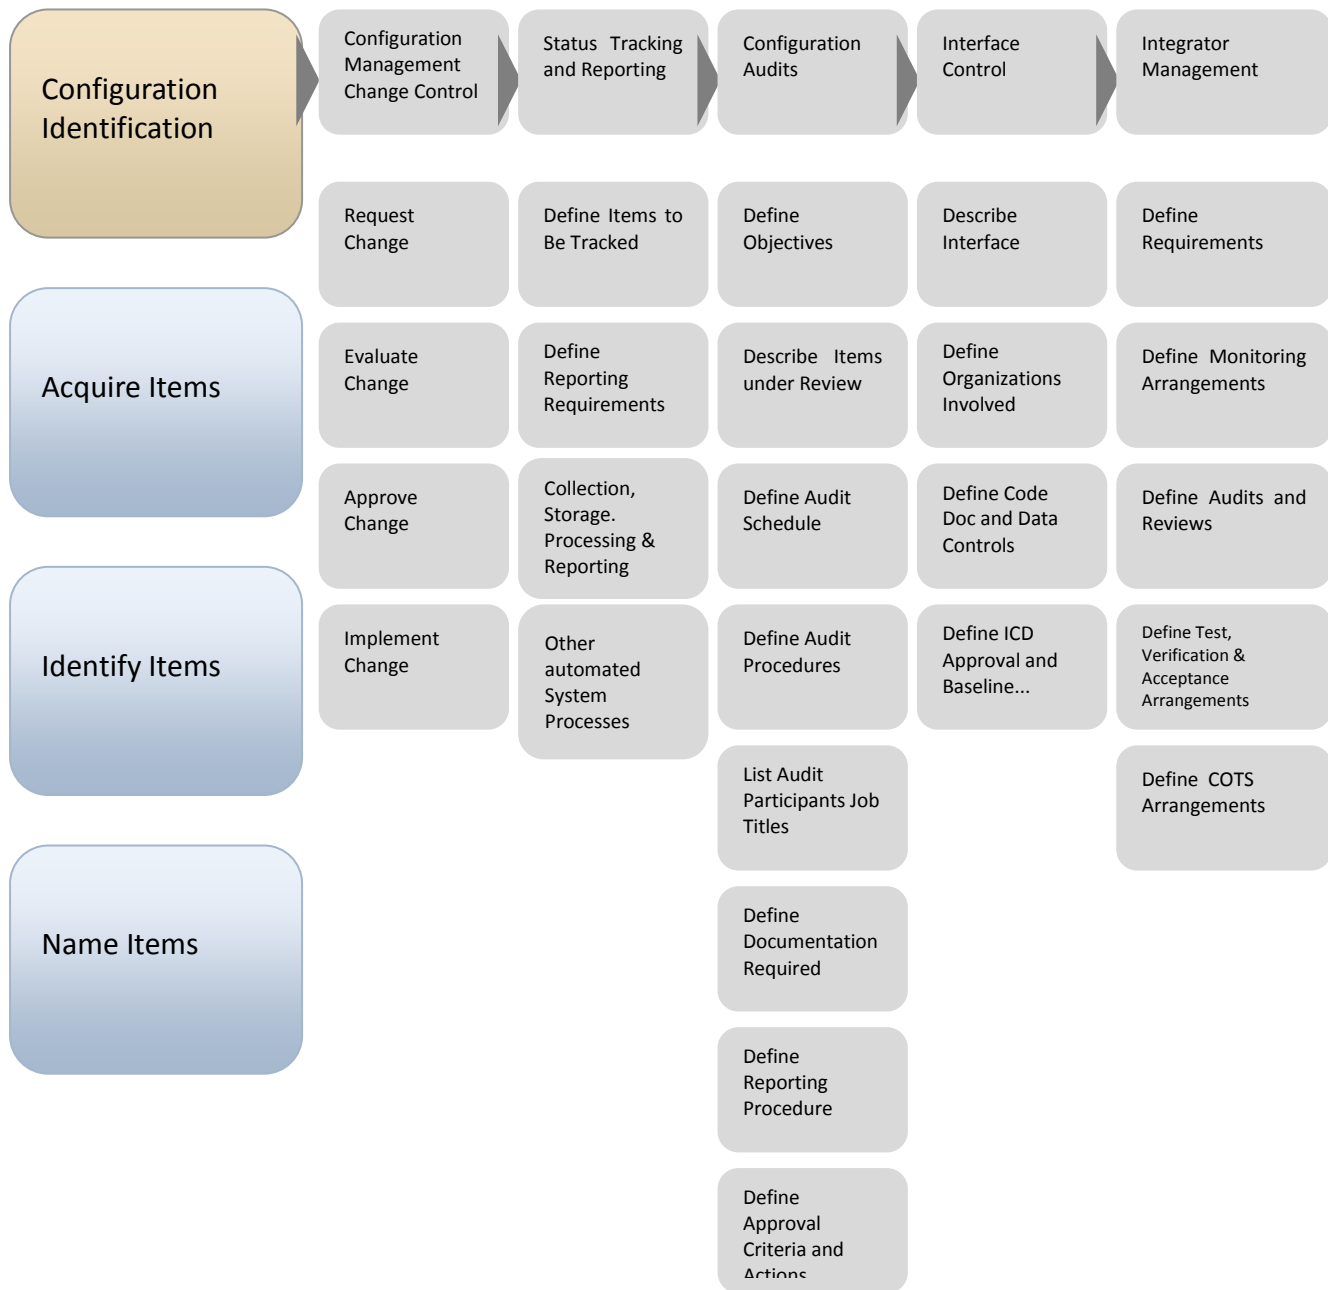 Configuration
Identification
Acquire Items
Identify Items
Name Items
Configuration
Management
Change Control
Request
Change
Evaluate
Change
Approve
Change
Implement
Change
Status Tracking
and Reporting
Define Items to
Be Tracked
Define
Reporting
Requirements
Collection,
Storage.
Processing &
Reporting
Other
automated
System
Processes
Configuration
Audits
Define
Objectives
Describe Items
under Review
Define Audit
Schedule
Define Audit
Procedures
List Audit
Participants Job
Titles
Define
Documentation
Required
Define
Reporting
Procedure
Define
Approval
Criteria and
Actions
Interface
Control
Describe
Interface
Define
Organizations
Involved
Define Code
Doc and Data
Controls
Define ICD
Approval and
Baseline...
Integrator
Management
Define
Requirements
Define Monitoring
Arrangements
Define Audits and
Reviews
Define Test,
Verification &
Acceptance
Arrangements
Define COTS
Arrangements